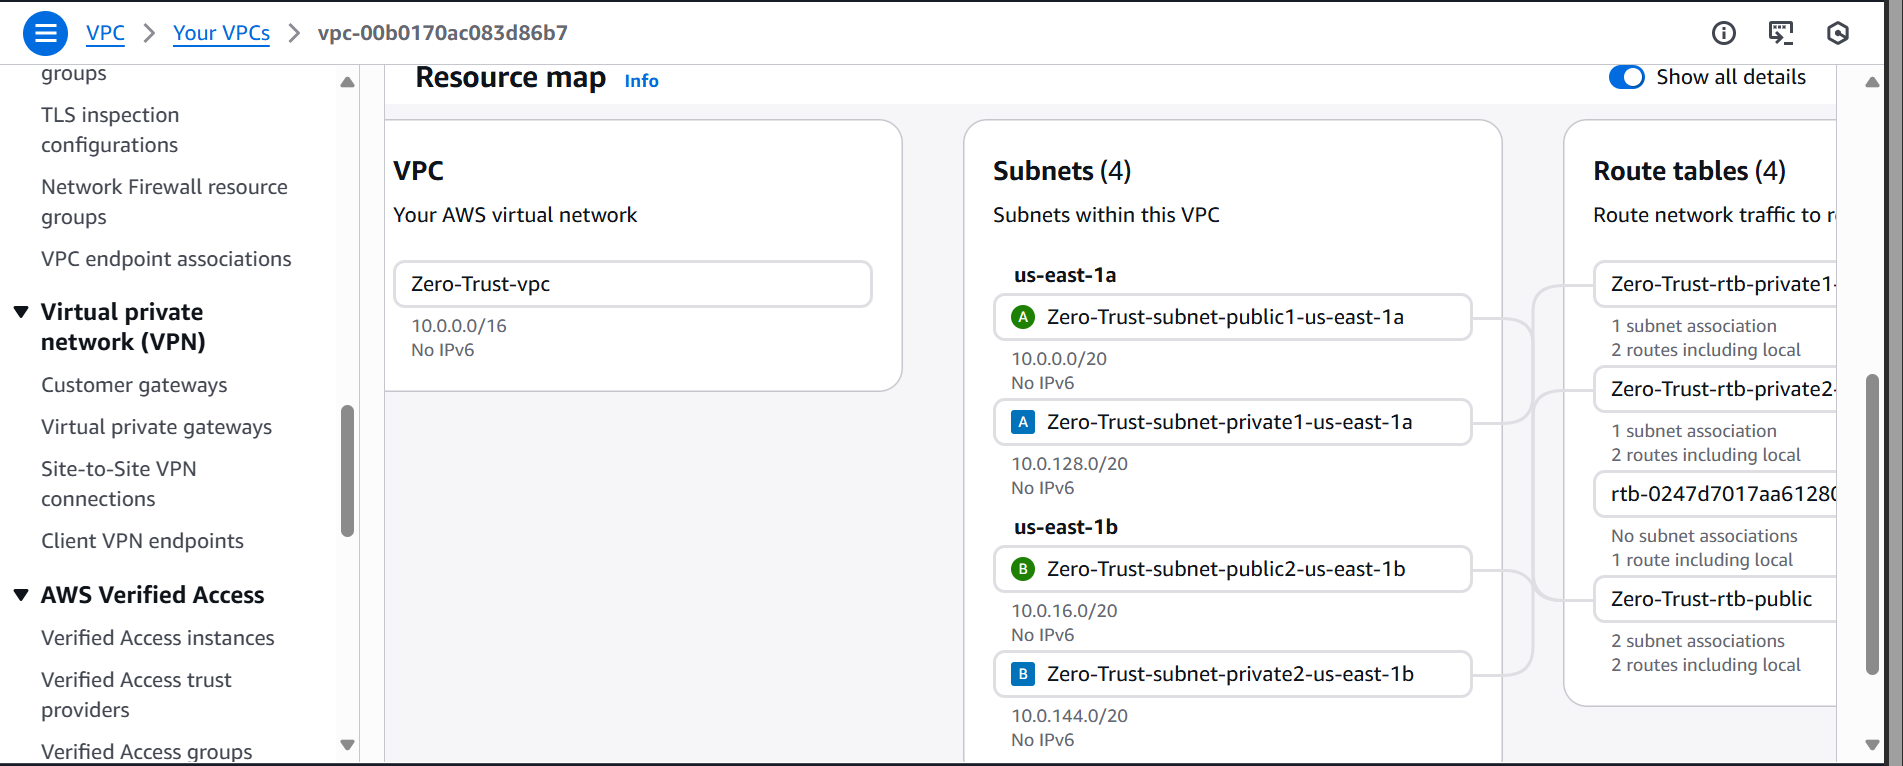 VPC
Your VPCs
vpc-00b0170ac083d86b7
groups
TLS inspection
configurations
Network Firewall resource
groups
VPC endpoint associations
Virtual private
network (VPN)
Customer gateways
Virtual private gateways
Site-to-Site VPN
connections
Client VPN endpoints
AWS Verified Access
Verified Access instances
Verified Access trust
providers
Verified Access groups
Resource map Info
Show all details
VPC
Your AWS virtual network
Zero-Trust-vpc
10.0.0.0/16
No IPv6
Subnets (4)
Subnets within this VPC
us-east-1a
A Zero-Trust-subnet-public1-us-east-1a
10.0.0.0/20
No IPv6
A Zero-Trust-subnet-private1-us-east-1a
10.0.128.0/20
No IPv6
us-east-1b
B Zero-Trust-subnet-public2-us-east-1b
10.0.16.0/20
No IPv6
B Zero-Trust-subnet-private2-us-east-1b
10.0.144.0/20
No IPv6
Route tables (4)
Route network traffic to
Zero-Trust-rtb-private1-
1 subnet association
2 routes including local
Zero-Trust-rtb-private2-
1 subnet association
2 routes including local
rtb-0247d7017aa6128
No subnet associations
1 route including local
Zero-Trust-rtb-public
2 subnet associations
2 routes including local